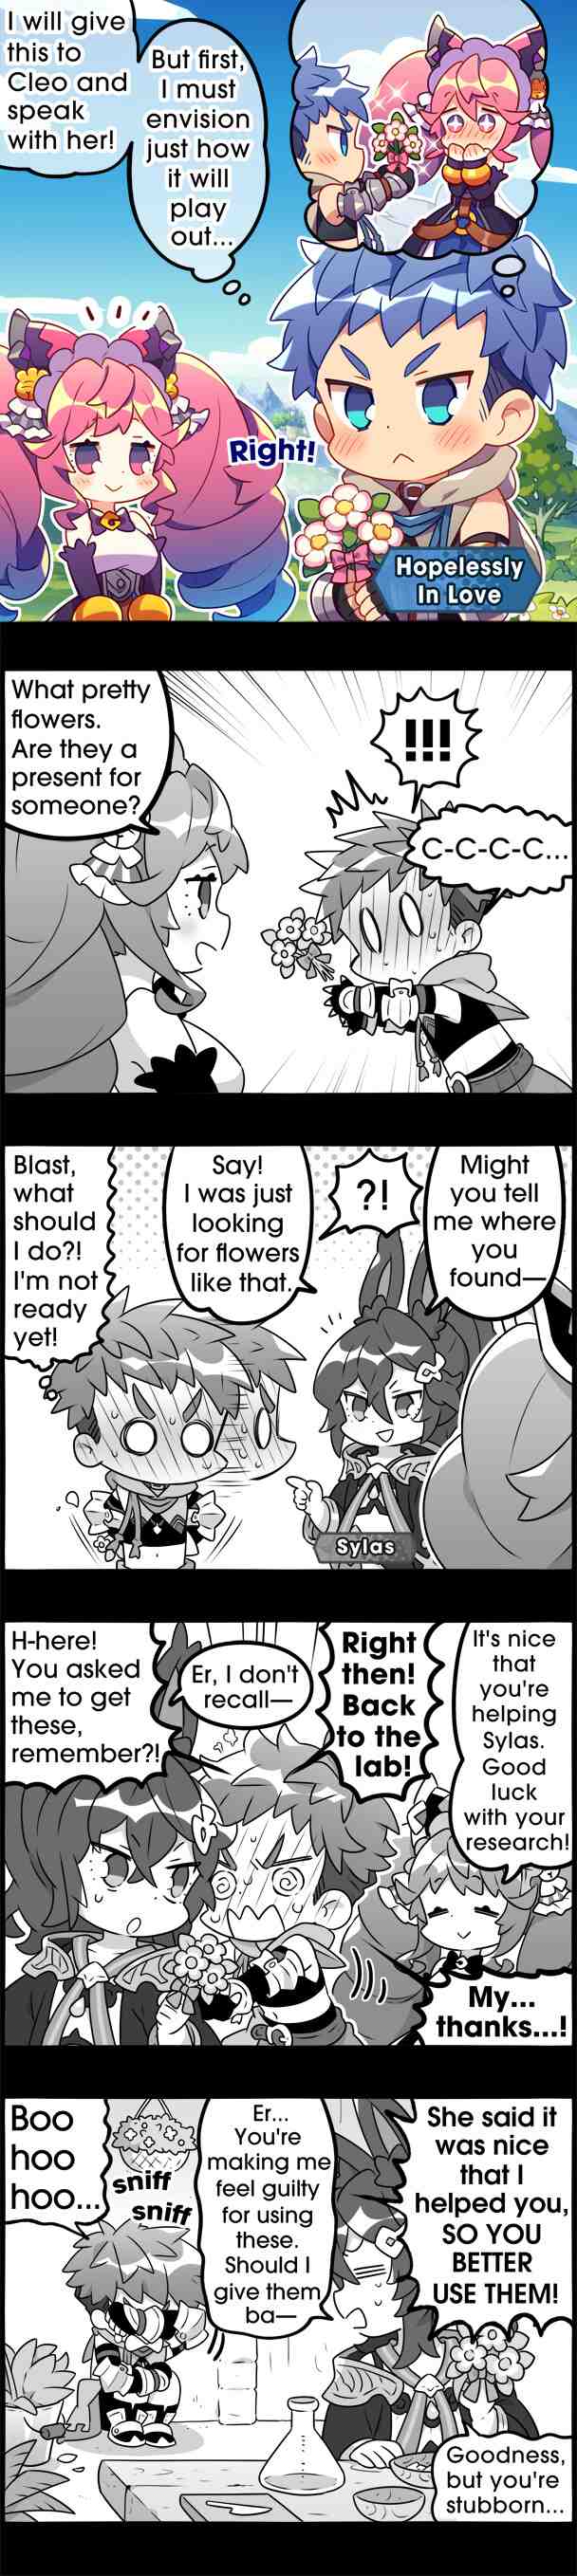 I will give
this to
Cleo and
speak
with her!
But first,
I must
envision
just how
it will
play
out...
Right!
Hopelessly
In Love
What pretty
flowers.
Are they a
present for
someone?
!!!
C-C-C-C...
Blast,
what
should
I do?!
I'm not
ready
yet!
Say!
I was just
looking
for flowers
like that.
?!
Might
you tell
me where
you
found—
Sylas
H-here!
You asked
me to get
these,
remember?!
Er, I don't
recall—
Right
then!
Back
to the
lab!
It's nice
that
you're
helping
Sylas.
Good
luck
with your
research!
My...
thanks...!
Boo
hoo
hoo...
sniff
sniff
Er...
You're
making me
feel guilty
for using
these.
Should I
give them
ba—
She said it
was nice
that I
helped you,
SO YOU
BETTER
USE THEM!
Goodness,
but you're
stubborn...